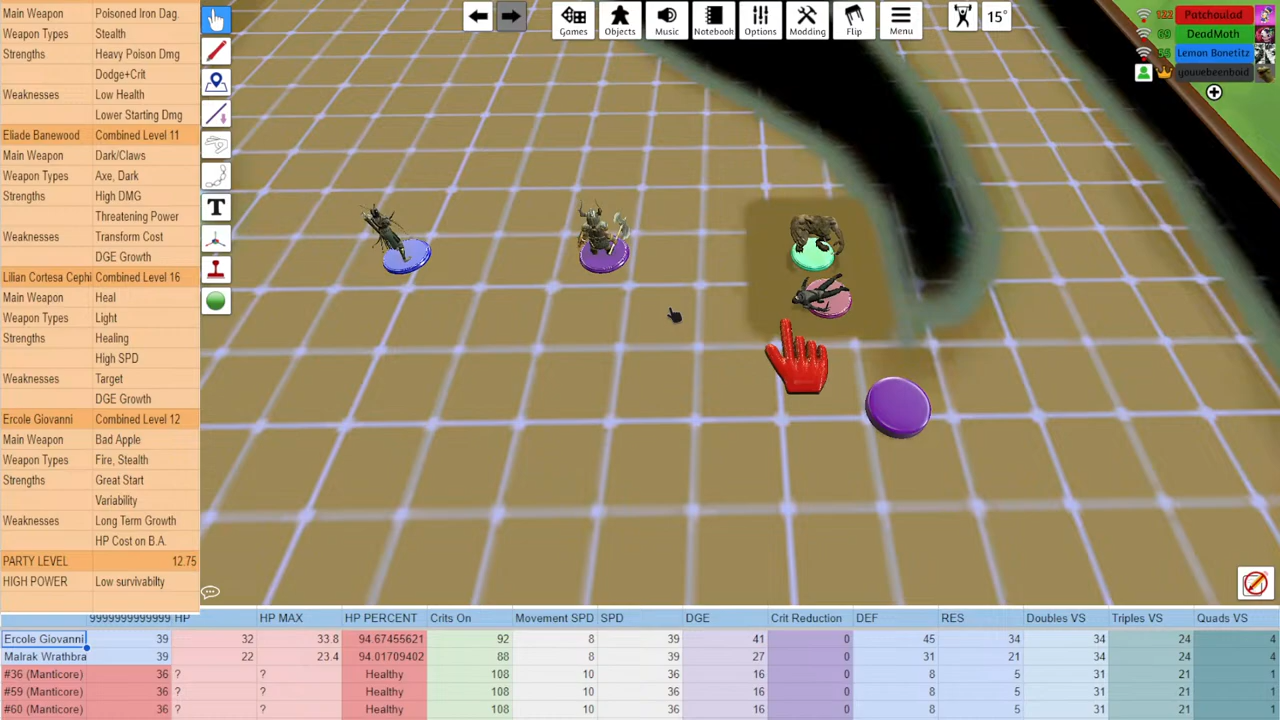 Main Weapon Poisoned Iron Dag.
Weapon Types Stealth
Strengths Heavy Poison Dmg
Dodge+Crit
Weaknesses Low Health
Lower Starting Dmg
Eliade Banewood Combined Level 11
Main Weapon Dark/Claws
Weapon Types Axe, Dark
Strengths High DMG
Threatening Power
Weaknesses Transform Cost
DGE Growth
Lilian Cortesa Cephi Combined Level 16
Main Weapon Heal
Weapon Types Light
Strengths Healing
High SPD
Weaknesses Target
DGE Growth
Ercole Giovanni Combined Level 12
Main Weapon Bad Apple
Weapon Types Fire, Stealth
Strengths Great Start
Variability
Weaknesses Long Term Growth
HP Cost on B.A.
PARTY LEVEL 12.75
HIGH POWER Low survivabilty
T
Games Objects Music Notebook Options Modding Flip Menu 15°
122 Patchoulad
69 DeadMoth
56 Lemon Bonetitz
youvebeenboid
9999999999999 HP HP MAX HP PERCENT Crits On Movement SPD SPD DGE Crit Reduction DEF RES Doubles VS Triples VS Quads VS
Ercole Giovanni 39 32 33.8 94.67455621 92 8 39 41 0 45 34 34 24 4
Malrak Wrathbra 39 22 23.4 94.01709402 88 8 39 27 0 31 21 34 24 4
#36 (Manticore) 36 ? ? Healthy 108 10 36 16 0 8 5 31 21 1
#59 (Manticore) 36 ? ? Healthy 108 10 36 16 0 8 5 31 21 1
#60 (Manticore) 36 ? ? Healthy 108 10 36 16 0 8 5 31 21 1